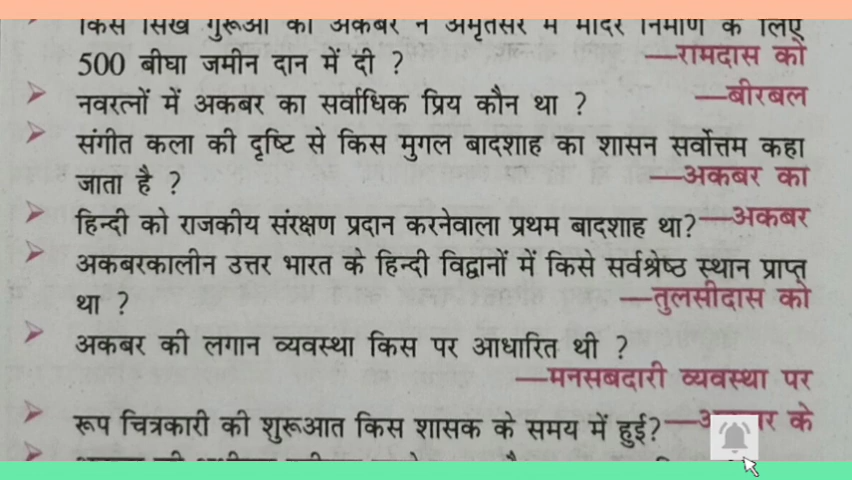 किस सिख गुरूओं को अकबर ने अमृतसर में मंदिर निर्माण के लिए
500 बीघा जमीन दान में दी ? —रामदास को
➤ नवरत्नों में अकबर का सर्वाधिक प्रिय कौन था ? —बीरबल
➤ संगीत कला की दृष्टि से किस मुगल बादशाह का शासन सर्वोत्तम कहा
जाता है ? —अकबर का
➤ हिन्दी को राजकीय संरक्षण प्रदान करनेवाला प्रथम बादशाह था? —अकबर
➤ अकबरकालीन उत्तर भारत के हिन्दी विद्वानों में किसे सर्वश्रेष्ठ स्थान प्राप्त
था ? —तुलसीदास को
➤ अकबर की लगान व्यवस्था किस पर आधारित थी ?
—मनसबदारी व्यवस्था पर
➤ रूप चित्रकारी की शुरूआत किस शासक के समय में हुई? — के